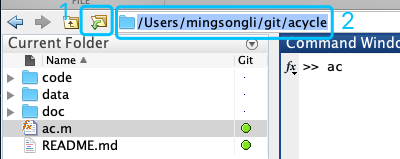 FILE
1
/Users/mingsongli/git/acycle
2
Current Folder
Command Windo
Name
Git
code
fx >> ac
data
doc
ac.m
README.md